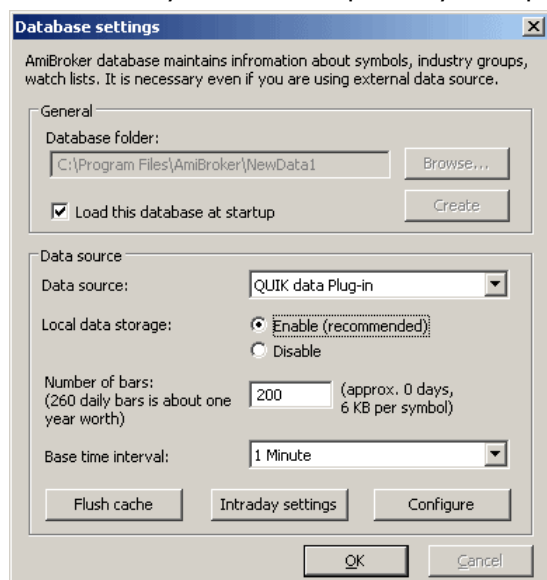 Database settings
AmiBroker database maintains infromation about symbols, industry groups,
watch lists. It is necessary even if you are using external data source.
General
Database folder:
C:\Program Files\AmiBroker\NewData1
Browse...
Load this database at startup
Create
Data source
Data source:
QUIK data Plug-in
Local data storage:
Enable (recommended)
Disable
Number of bars:
(260 daily bars is about one
year worth)
200
(approx. 0 days,
6 KB per symbol)
Base time interval:
1 Minute
Flush cache
Intraday settings
Configure
OK
Cancel